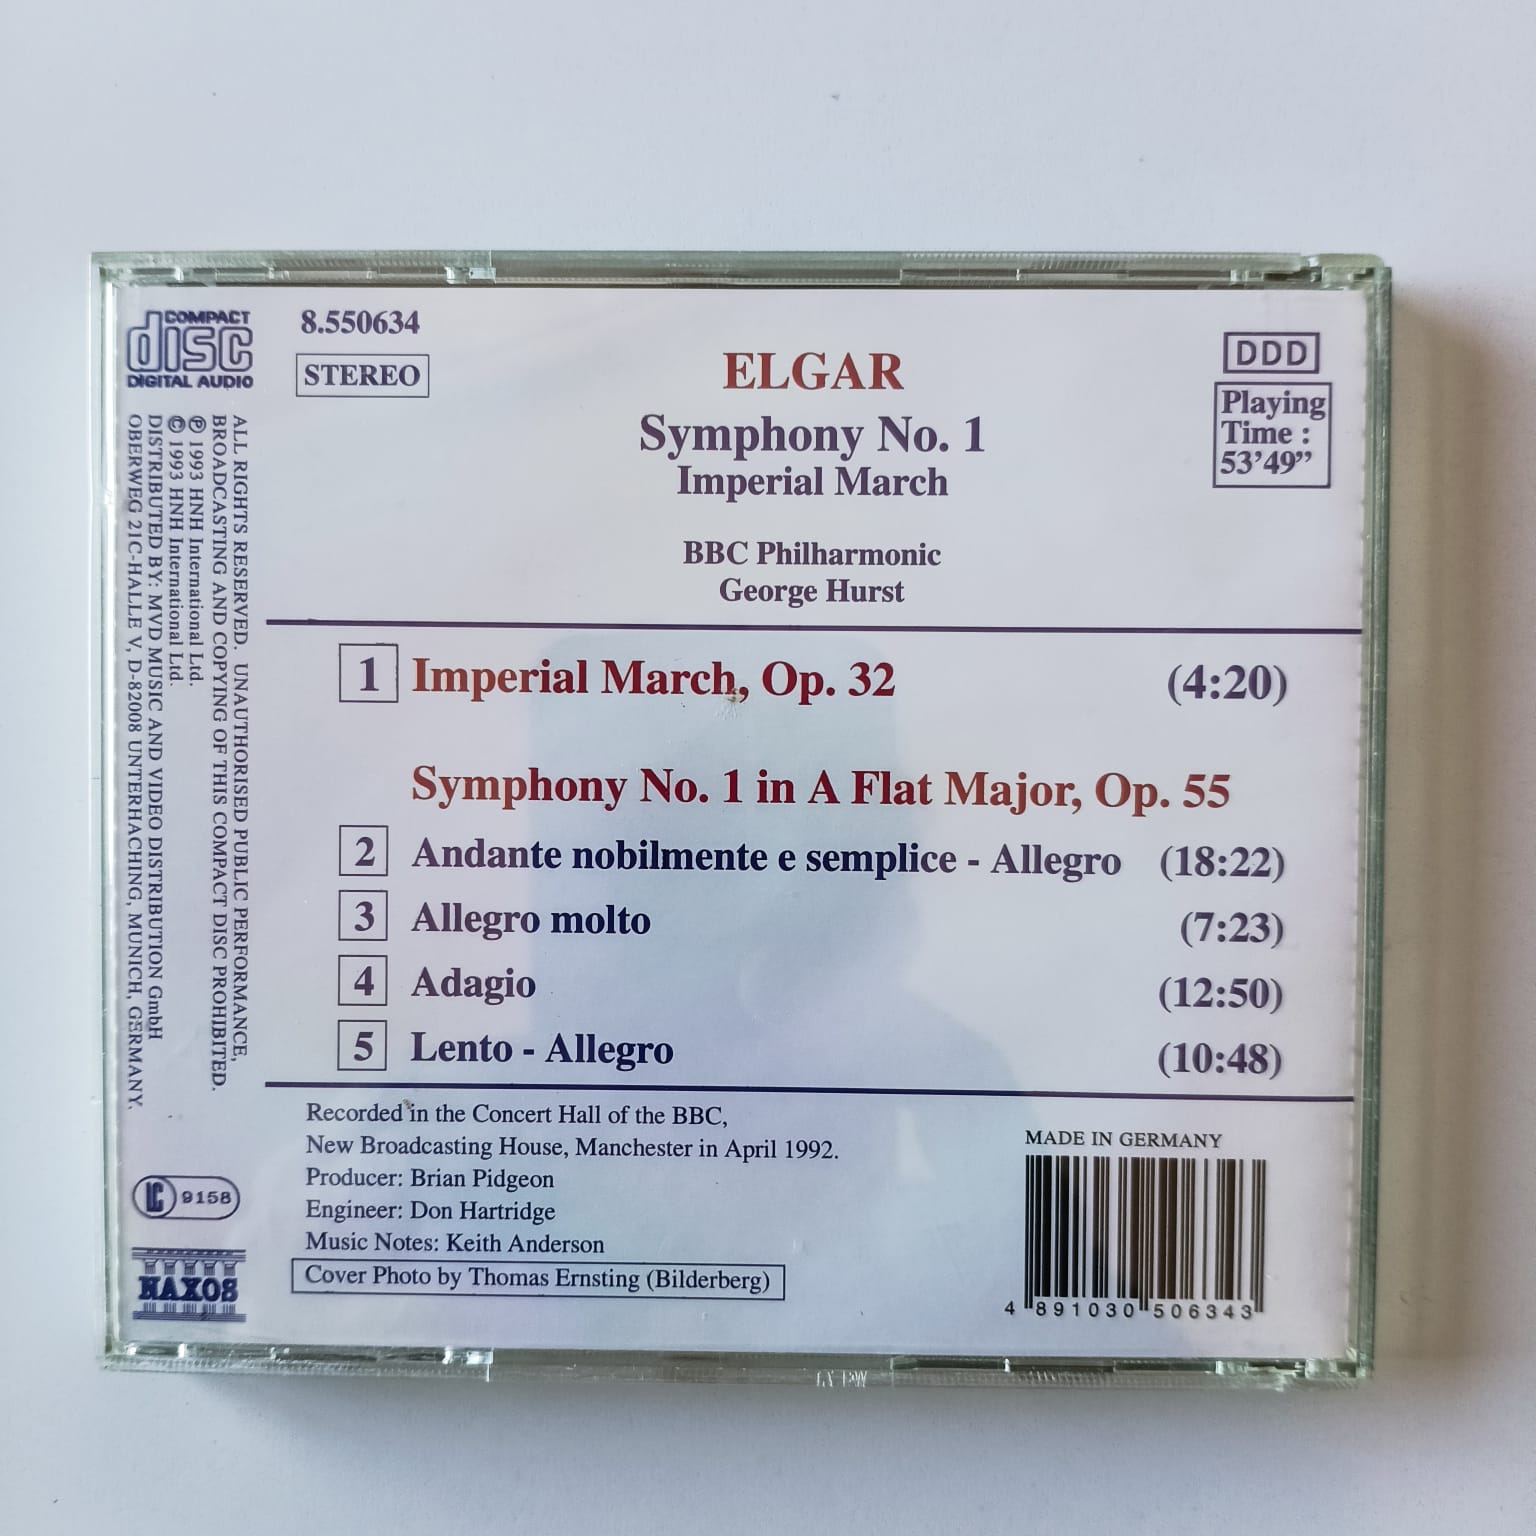 COMPACT
disc
DIGITAL AUDIO
8.550634
STEREO
ELGAR
Symphony No. 1
Imperial March
BBC Philharmonic
George Hurst
DDD
Playing
Time :
53’49”
1 Imperial March, Op. 32 (4:20)
Symphony No. 1 in A Flat Major, Op. 55
2 Andante nobilmente e semplice - Allegro (18:22)
3 Allegro molto (7:23)
4 Adagio (12:50)
5 Lento - Allegro (10:48)
Recorded in the Concert Hall of the BBC,
New Broadcasting House, Manchester in April 1992.
Producer: Brian Pidgeon
Engineer: Don Hartridge
Music Notes: Keith Anderson
Cover Photo by Thomas Ernsting (Bilderberg)
MADE IN GERMANY
4 891030 506343
ALL RIGHTS RESERVED. UNAUTHORISED PUBLIC PERFORMANCE,
BROADCASTING AND COPYING OF THIS COMPACT DISC PROHIBITED.
℗ 1993 HNH International Ltd.
© 1993 HNH International Ltd.
DISTRIBUTED BY: MVD MUSIC AND VIDEO DISTRIBUTION GmbH
OBERWEG 21C-HALLE V, D-82008 UNTERHACHING, MUNICH, GERMANY.
LC 9158
NAXOS